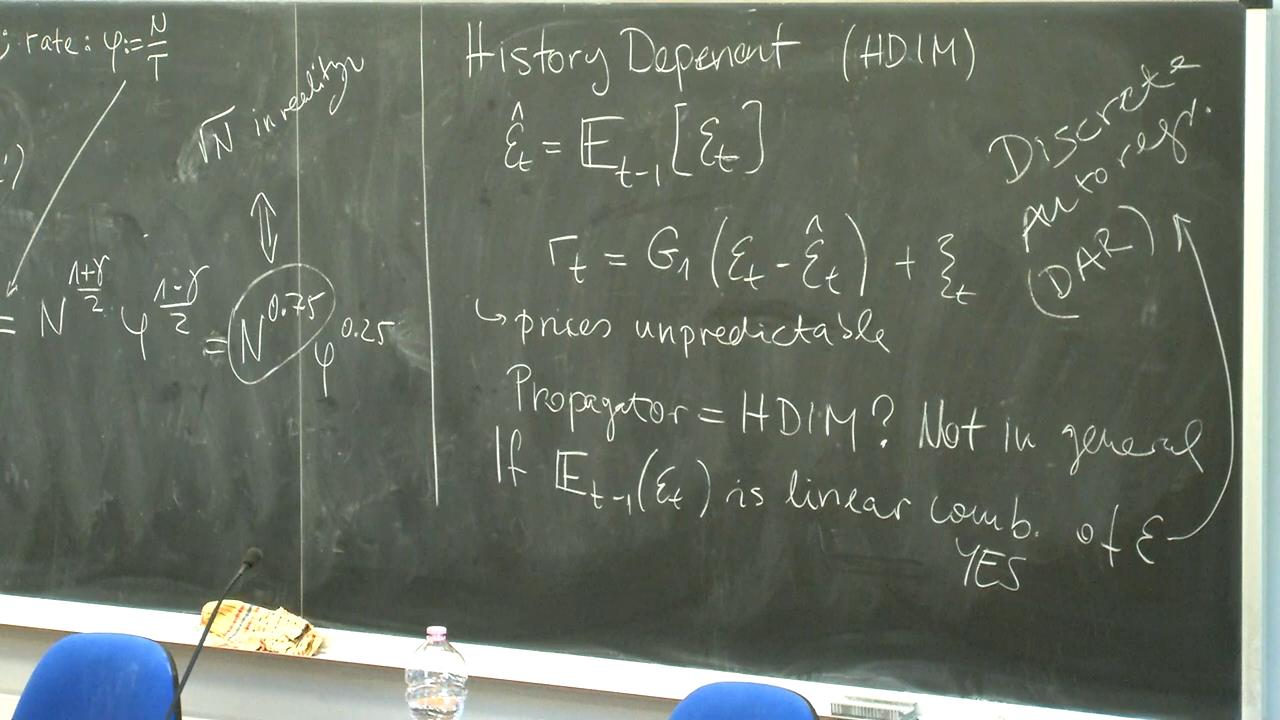 ; rate: φ := N/T
√N in reality
= N^{(1+γ)/2} φ^{(1-γ)/2} = N^{0.75} φ^{0.25}
History Depenent (HDIM)
ε̂_t = 𝔼_{t-1}[ε_t]
r_t = G_1(ε_t - ε̂_t) + ξ_t
↳ prices unpredictable
Propagator = HDIM? Not in general
If 𝔼_{t-1}(ε_t) is linear comb. of ε
YES
Discrete
Autoregr.
(DAR)